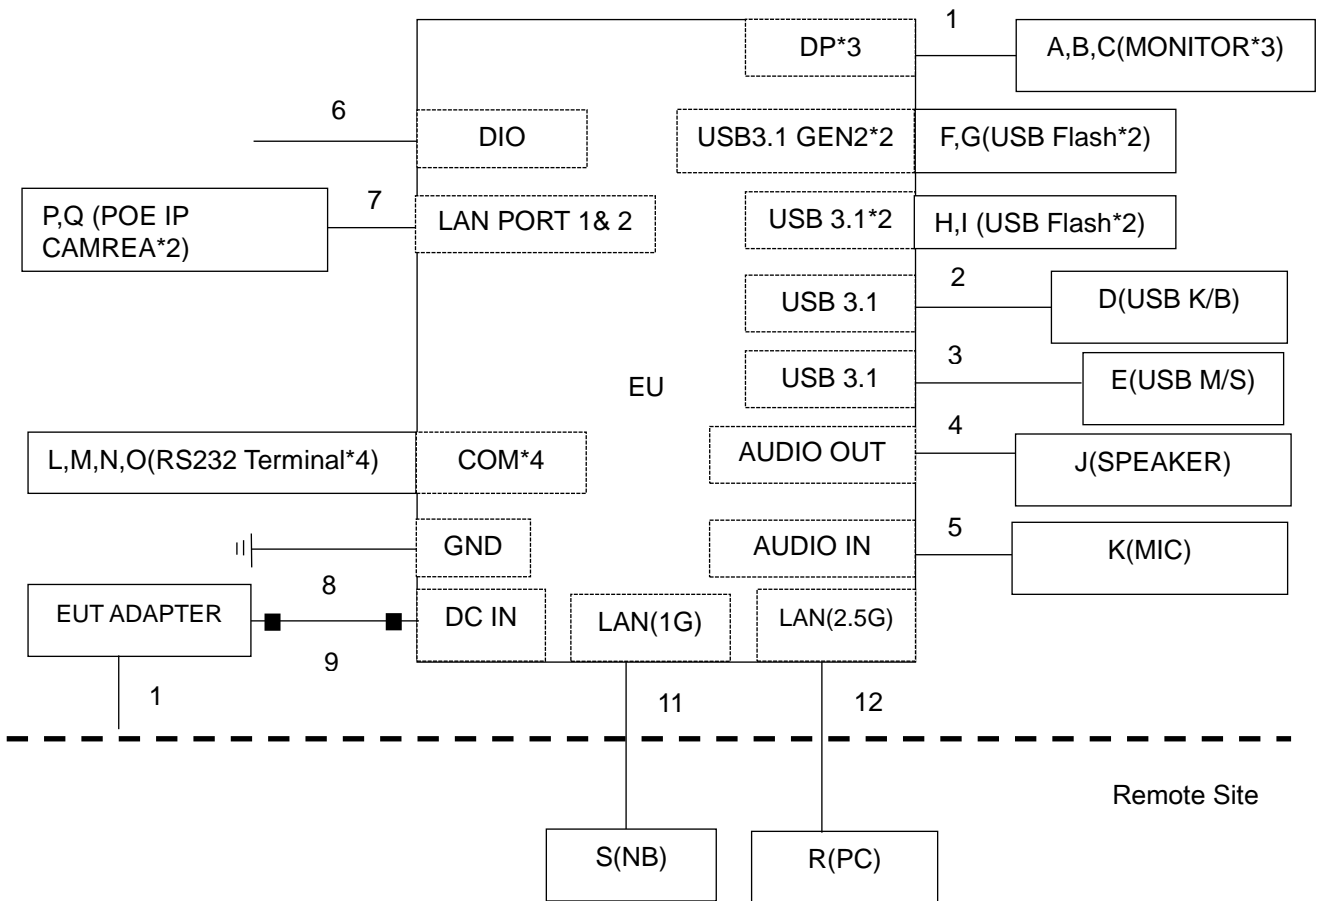 1
DP*3
A,B,C(MONITOR*3)
6
DIO
USB3.1 GEN2*2
F,G(USB Flash*2)
P,Q (POE IP
CAMREA*2)
7
LAN PORT 1& 2
USB 3.1*2
H,I (USB Flash*2)
USB 3.1
2
D(USB K/B)
EU
USB 3.1
3
E(USB M/S)
L,M,N,O(RS232 Terminal*4)
COM*4
AUDIO OUT
4
J(SPEAKER)
GND
AUDIO IN
5
K(MIC)
EUT ADAPTER
8
9
DC IN
LAN(1G)
LAN(2.5G)
1
11
12
Remote Site
S(NB)
R(PC)